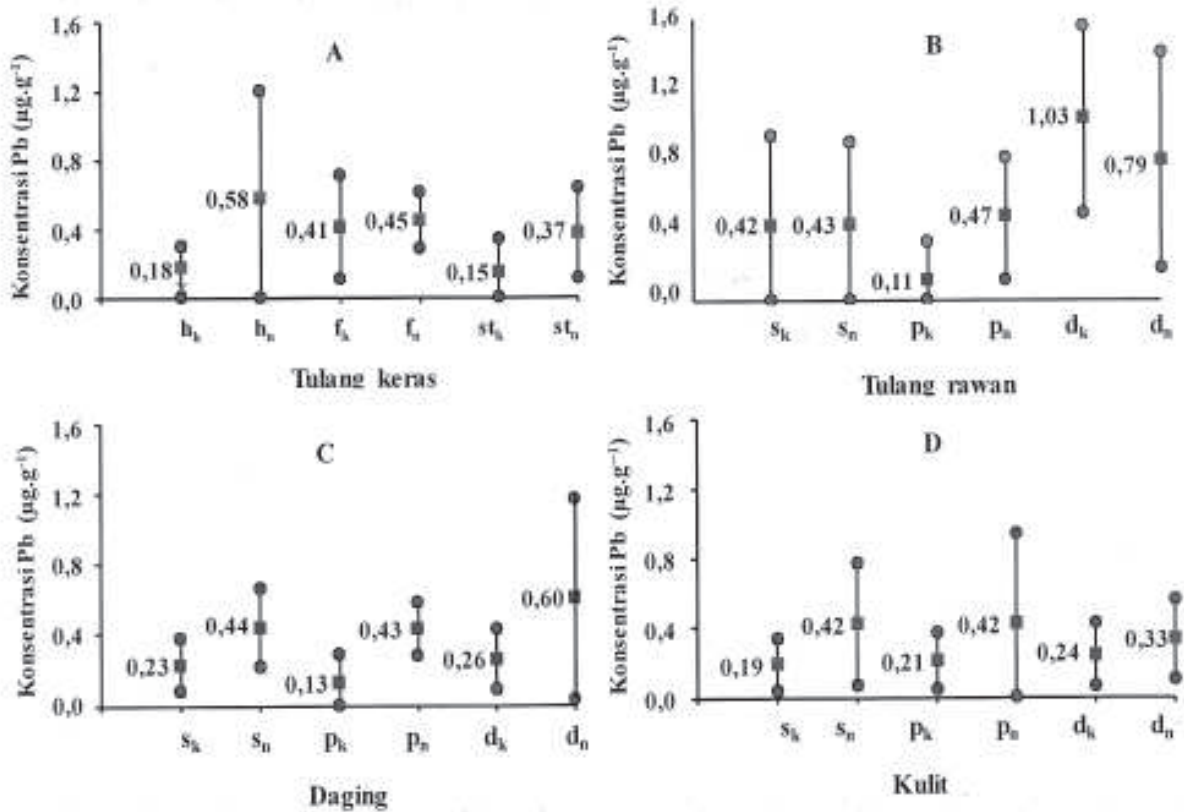 A
Konsentrasi Pb (µg.g⁻¹)
1,6
1,2
0,8
0,4
0,0
0,18
0,58
0,41
0,45
0,15
0,37
hₖ hₙ fₖ fₙ stₖ stₙ
Tulang keras
B
Konsentrasi Pb (µg.g⁻¹)
1,6
1,2
0,8
0,4
0,0
0,42
0,43
0,11
0,47
1,03
0,79
sₖ sₙ pₖ pₙ dₖ dₙ
Tulang rawan
C
Konsentrasi Pb (µg.g⁻¹)
1,6
1,2
0,8
0,4
0,0
0,23
0,44
0,13
0,43
0,26
0,60
sₖ sₙ pₖ pₙ dₖ dₙ
Daging
D
Konsentrasi Pb (µg.g⁻¹)
1,6
1,2
0,8
0,4
0,0
0,19
0,42
0,21
0,42
0,24
0,33
sₖ sₙ pₖ pₙ dₖ dₙ
Kulit